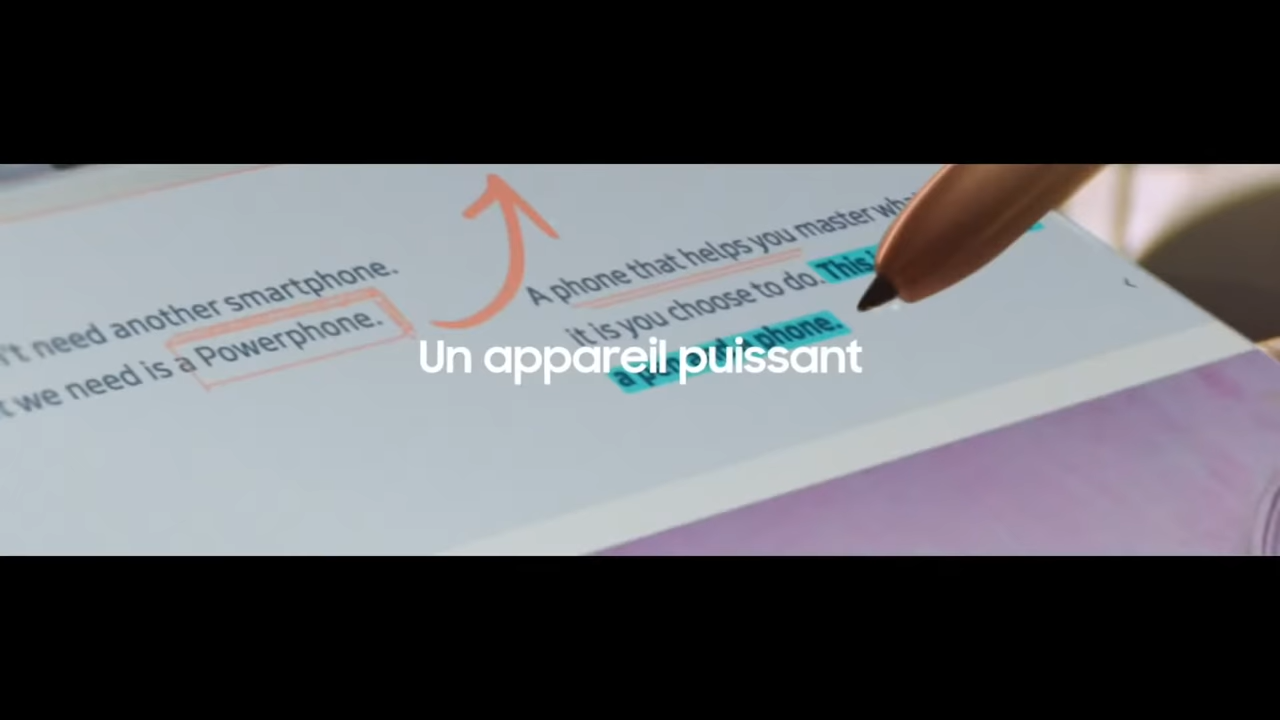 't need another smartphone.
we need is a Powerphone.
A phone that helps you master
it is you choose to do. This
a phone.
Un appareil puissant